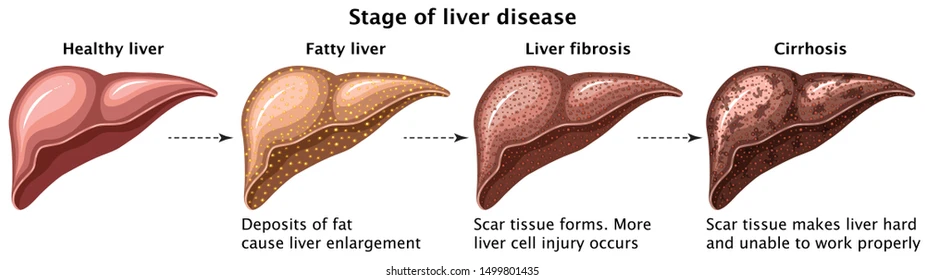 Stage of liver disease
Healthy liver
Fatty liver
Liver fibrosis
Cirrhosis
Deposits of fat
cause liver enlargement
Scar tissue forms. More
liver cell injury occurs
Scar tissue makes liver hard
and unable to work properly
shutterstock.com · 1499801435